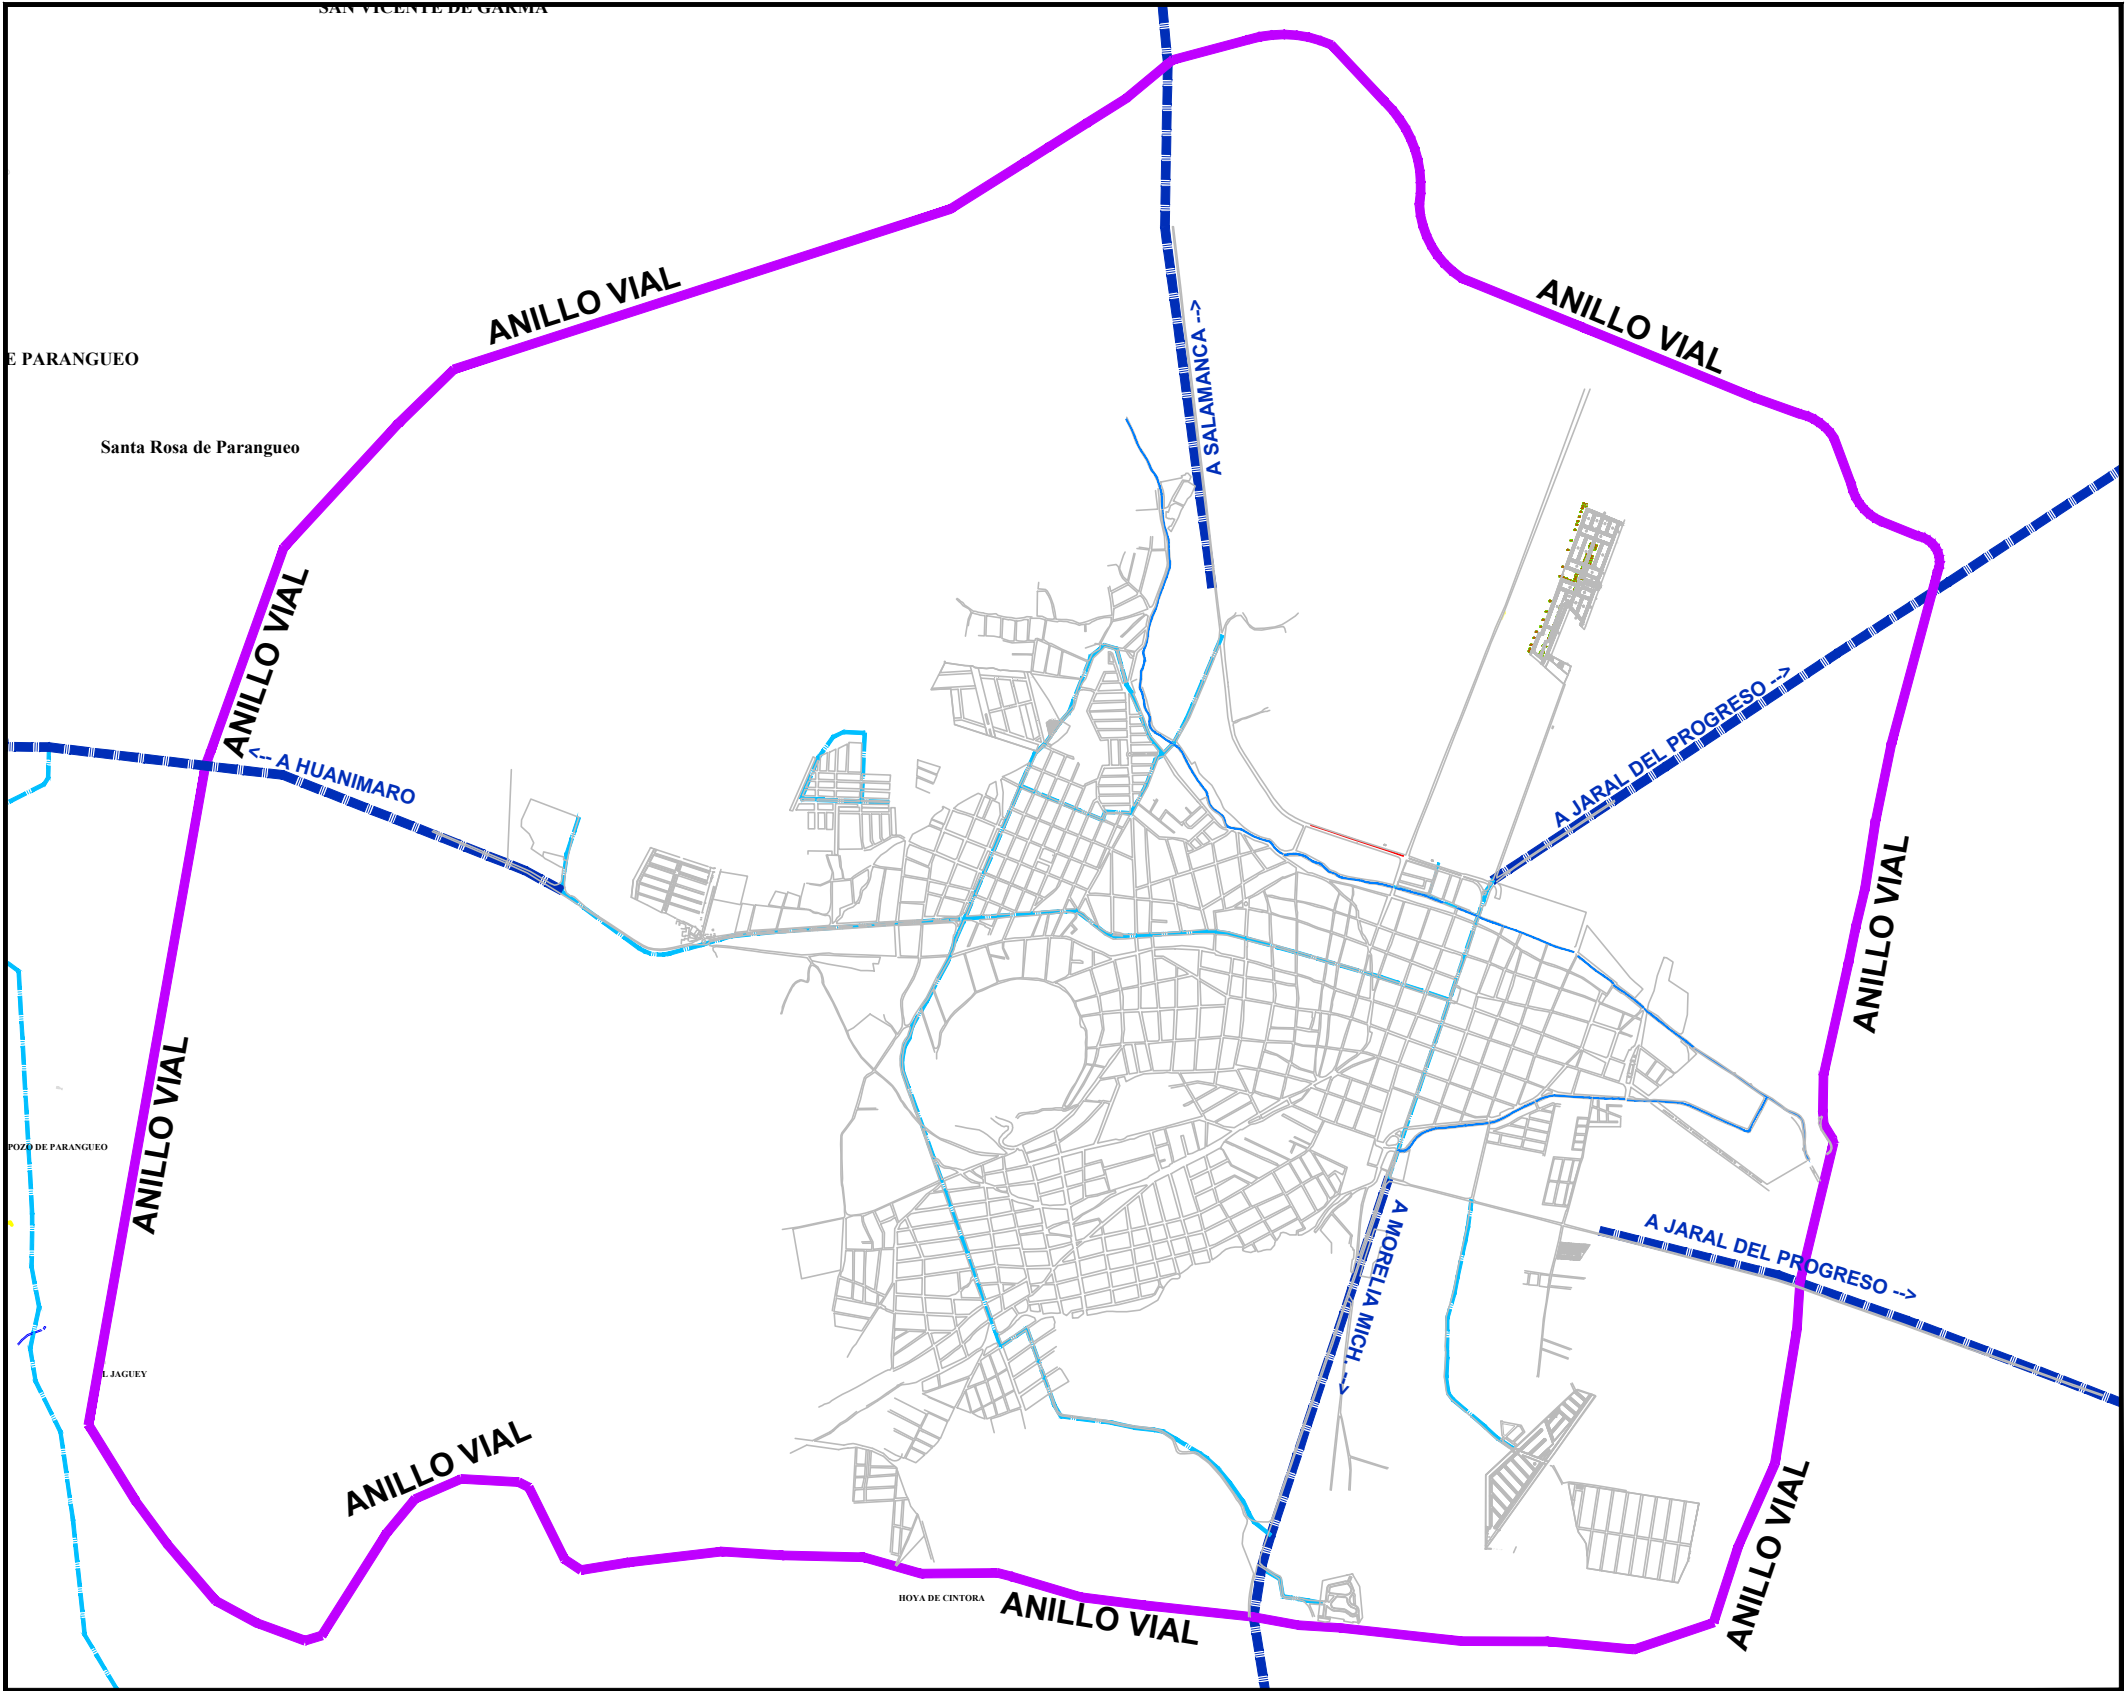 SAN VICENTE DE GARMA
ANILLO VIAL
ANILLO VIAL
A SALAMANCA -->
E PARANGUEO
Santa Rosa de Parangueo
ANILLO VIAL
<-- A HUANIMARO
A JARAL DEL PROGRESO -->
ANILLO VIAL
ANILLO VIAL
POZO DE PARANGUEO
A MORELIA MICH. -->
A JARAL DEL PROGRESO -->
L JAGUEY
ANILLO VIAL
ANILLO VIAL
HOYA DE CINTORA
ANILLO VIAL